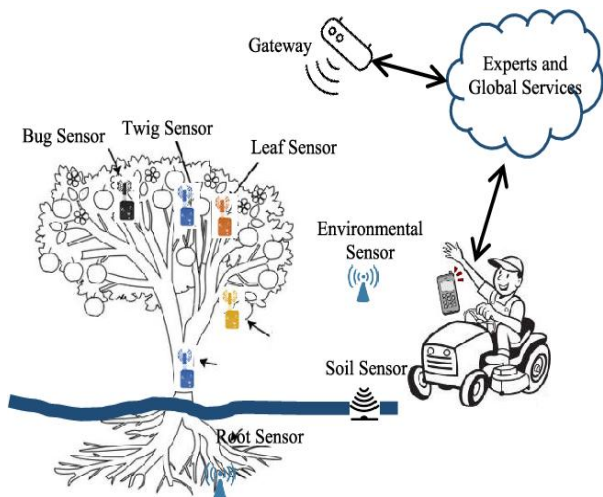 Gateway
Experts and
Global Services
Twig Sensor
Bug Sensor
Leaf Sensor
Environmental
Sensor
Soil Sensor
Root Sensor